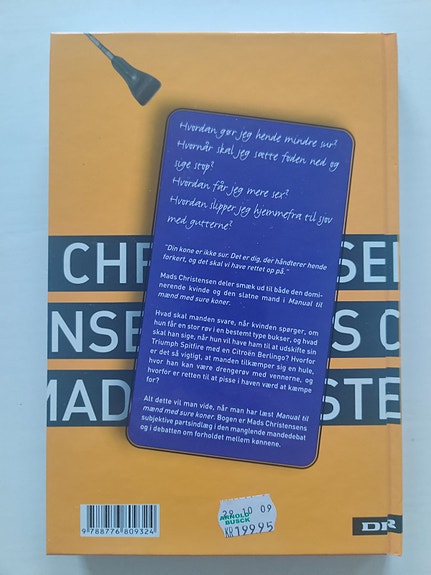 Hvordan gør jeg hende mindre sur?
Hvornår skal jeg sætte foden ned og
sige stop?
Hvordan får jeg mere sex?
Hvordan slipper jeg hjemmefra til sjov
med gutterne?
"Din kone er ikke sur. Det er dig, der håndterer hende
forkert, og det skal vi have rettet op på."
Mads Christensen deler smæk ud til både den domi-
nerende kvinde og den slatne mand i Manual til
mænd med sure koner.
Hvad skal manden svare, når kvinden spørger, om
hun får en stor røv i en bestemt type bukser, og hvad
skal han sige, når hun vil have ham til at udskifte sin
Triumph Spitfire med en Citroën Berlingo? Hvorfor
er det så vigtigt, at manden tilkæmper sig en hule,
hvor han kan være drengerøv med vennerne, og
hvorfor er retten til at pisse i haven værd at kæmpe
for?
Alt dette vil man vide, når man har læst Manual til
mænd med sure koner. Bogen er Mads Christensens
subjektive partsindlæg i den manglende mandedebat
og i debatten om forholdet mellem kønnene.
CHR
SEN
NSE
S C
MAD
STE
9 788776 809324
29 10 09
ARNOLD
BUSCK
KR199.95
DR